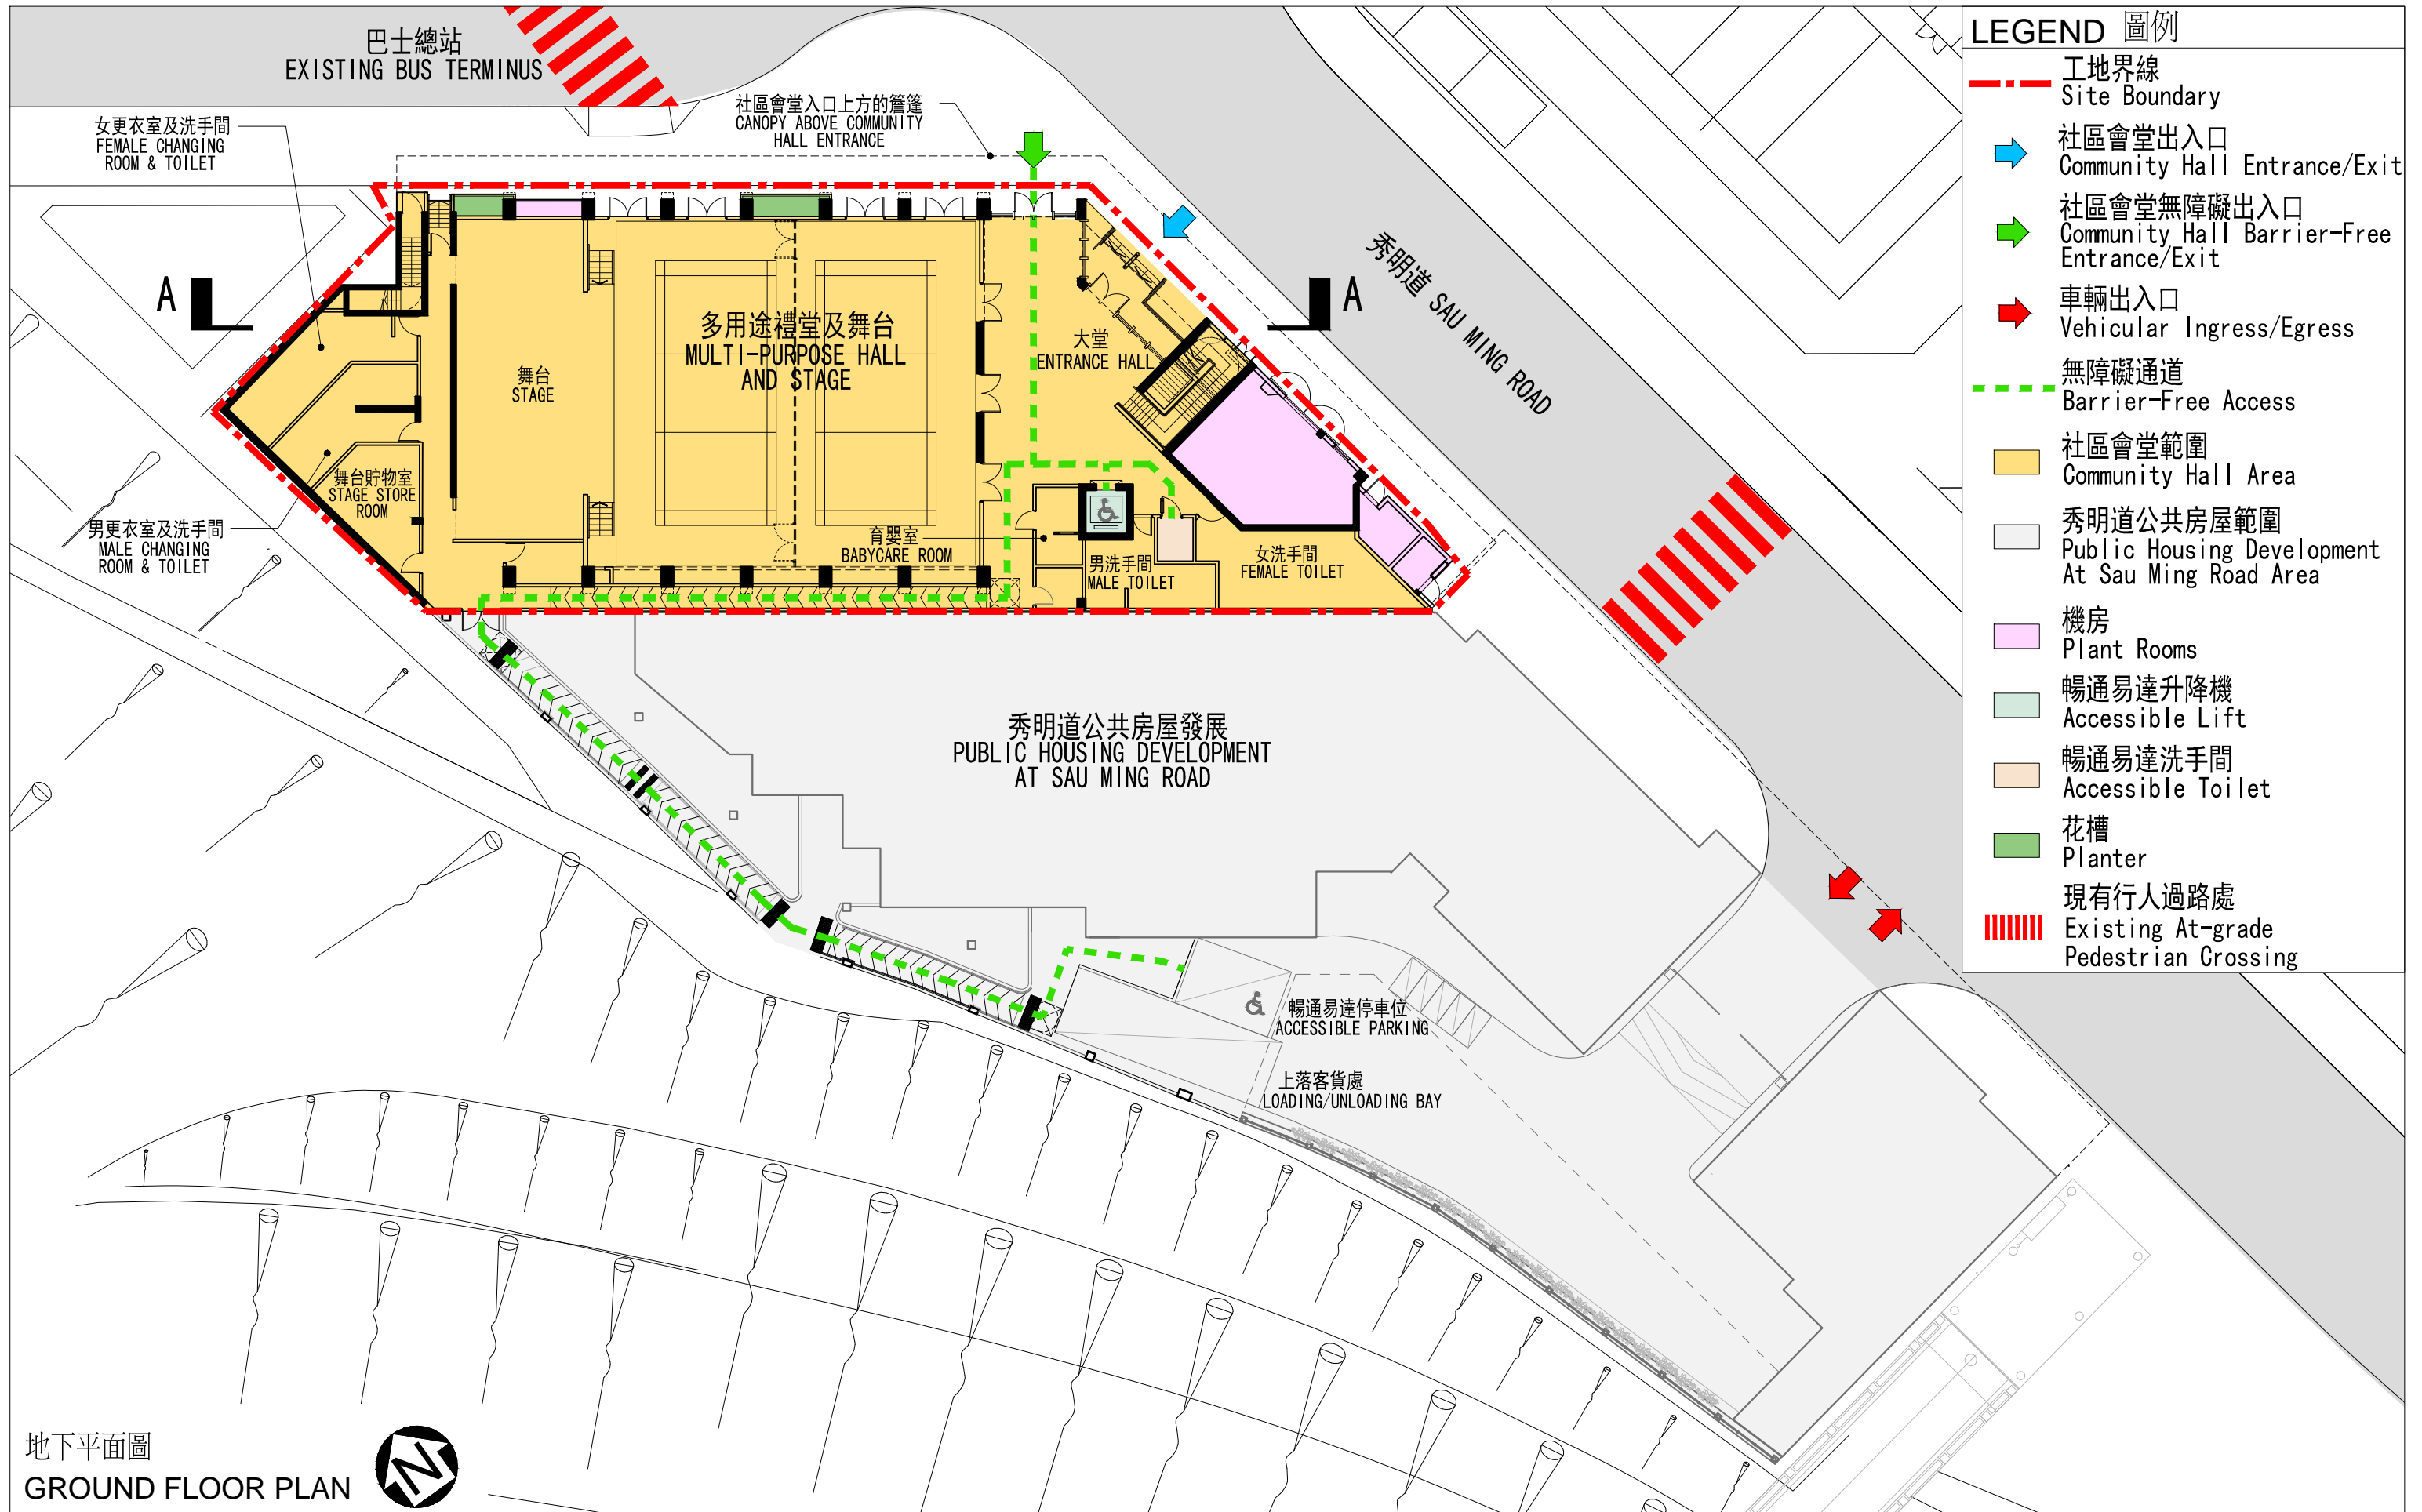 巴士總站
EXISTING BUS TERMINUS
社區會堂入口上方的簷篷
CANOPY ABOVE COMMUNITY
HALL ENTRANCE
女更衣室及洗手間
FEMALE CHANGING
ROOM & TOILET
A
A
秀明道 SAU MING ROAD
多用途禮堂及舞台
MULTI-PURPOSE HALL
AND STAGE
大堂
ENTRANCE HALL
舞台
STAGE
舞台貯物室
STAGE STORE
ROOM
男更衣室及洗手間
MALE CHANGING
ROOM & TOILET
育嬰室
BABYCARE ROOM
男洗手間
MALE TOILET
女洗手間
FEMALE TOILET
秀明道公共房屋發展
PUBLIC HOUSING DEVELOPMENT
AT SAU MING ROAD
暢通易達停車位
ACCESSIBLE PARKING
上落客貨處
LOADING/UNLOADING BAY
地下平面圖
GROUND FLOOR PLAN
N
LEGEND 圖例
工地界線
Site Boundary
社區會堂出入口
Community Hall Entrance/Exit
社區會堂無障礙出入口
Community Hall Barrier-Free
Entrance/Exit
車輛出入口
Vehicular Ingress/Egress
無障礙通道
Barrier-Free Access
社區會堂範圍
Community Hall Area
秀明道公共房屋範圍
Public Housing Development
At Sau Ming Road Area
機房
Plant Rooms
暢通易達升降機
Accessible Lift
暢通易達洗手間
Accessible Toilet
花槽
Planter
現有行人過路處
Existing At-grade
Pedestrian Crossing